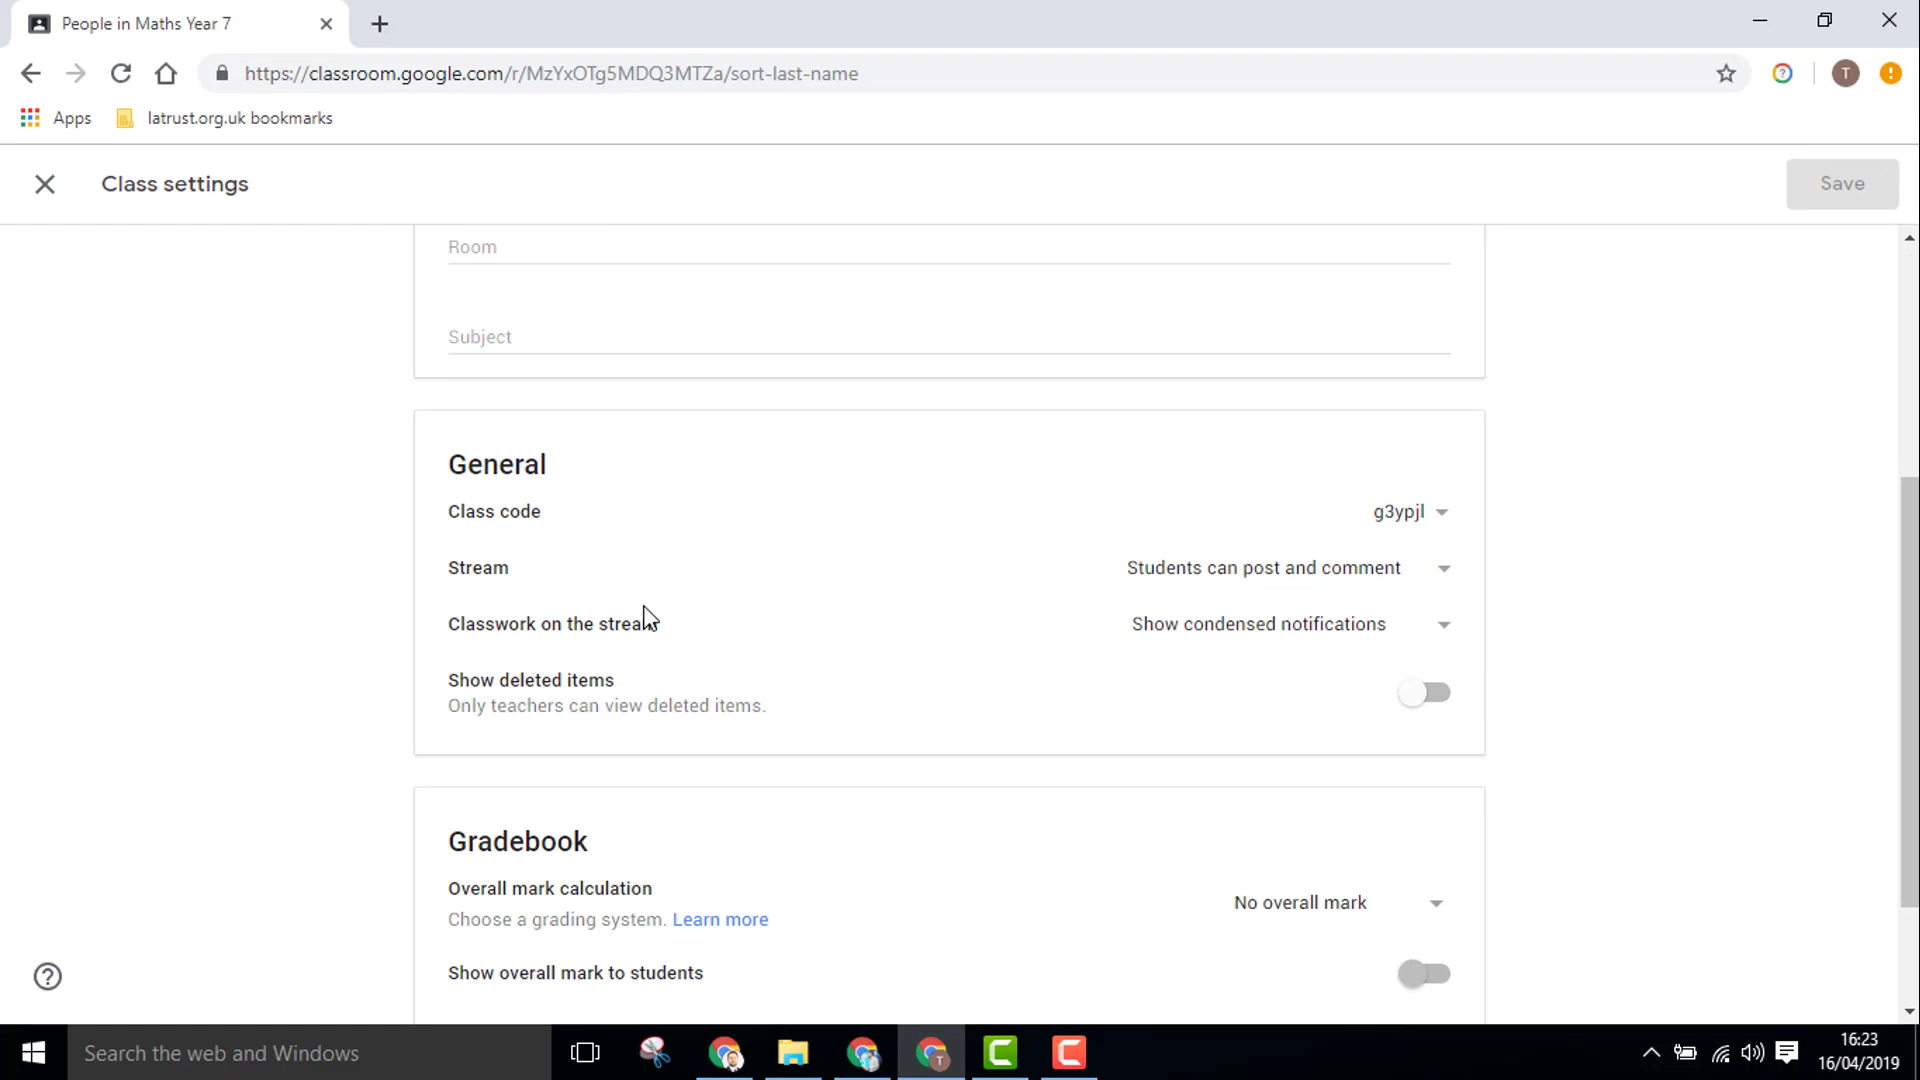 People in Maths Year 7
https://classroom.google.com/r/MzYxOTg5MDQ3MTZa/sort-last-name
T
Apps
latrust.org.uk bookmarks
Class settings
Save
Room
Subject
General
Class code
g3ypjl
Stream
Students can post and comment
Classwork on the stream
Show condensed notifications
Show deleted items
Only teachers can view deleted items.
Gradebook
Overall mark calculation
No overall mark
Choose a grading system. Learn more
Show overall mark to students
Search the web and Windows
T
16:23
16/04/2019